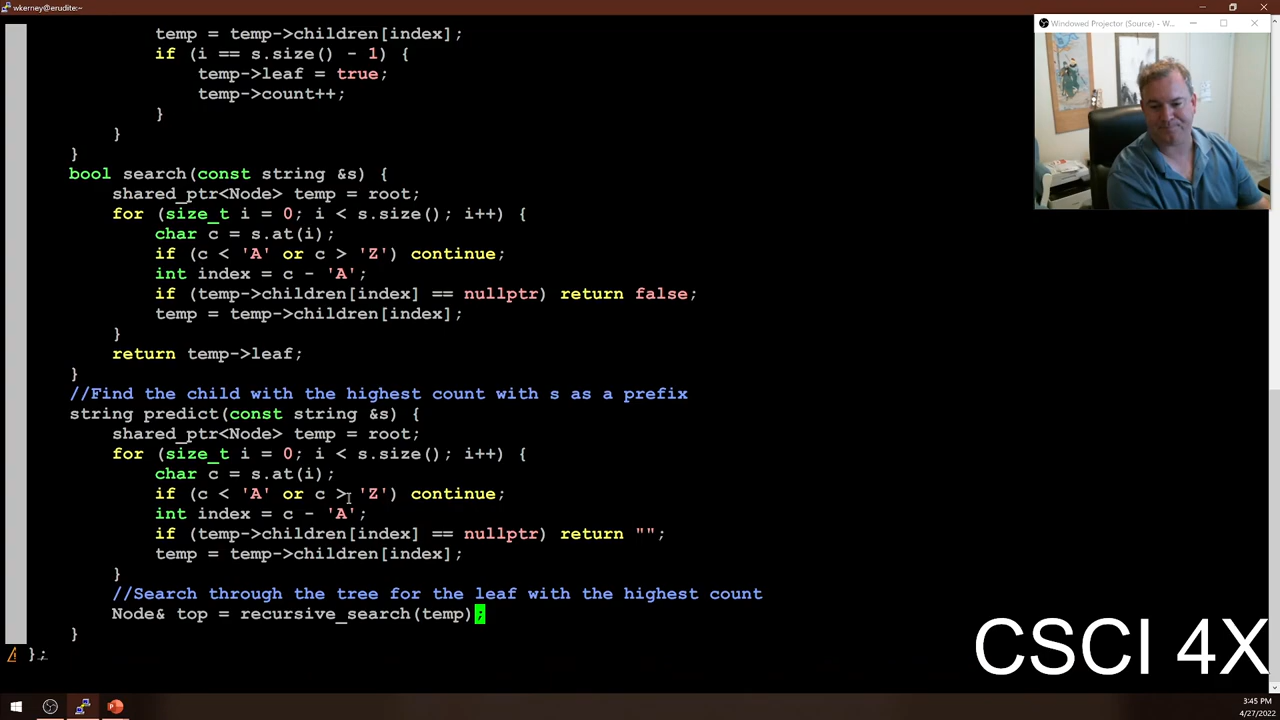 wkerney@erudite:~
Windowed Projector (Source) - W...
temp = temp->children[index];
if (i == s.size() - 1) {
temp->leaf = true;
temp->count++;
}
}
}
bool search(const string &s) {
shared_ptr<Node> temp = root;
for (size_t i = 0; i < s.size(); i++) {
char c = s.at(i);
if (c < 'A' or c > 'Z') continue;
int index = c - 'A';
if (temp->children[index] == nullptr) return false;
temp = temp->children[index];
}
return temp->leaf;
}
//Find the child with the highest count with s as a prefix
string predict(const string &s) {
shared_ptr<Node> temp = root;
for (size_t i = 0; i < s.size(); i++) {
char c = s.at(i);
if (c < 'A' or c > 'Z') continue;
int index = c - 'A';
if (temp->children[index] == nullptr) return "";
temp = temp->children[index];
}
//Search through the tree for the leaf with the highest count
Node& top = recursive_search(temp);
}
};
CSCI 4X
3:45 PM
4/27/2022